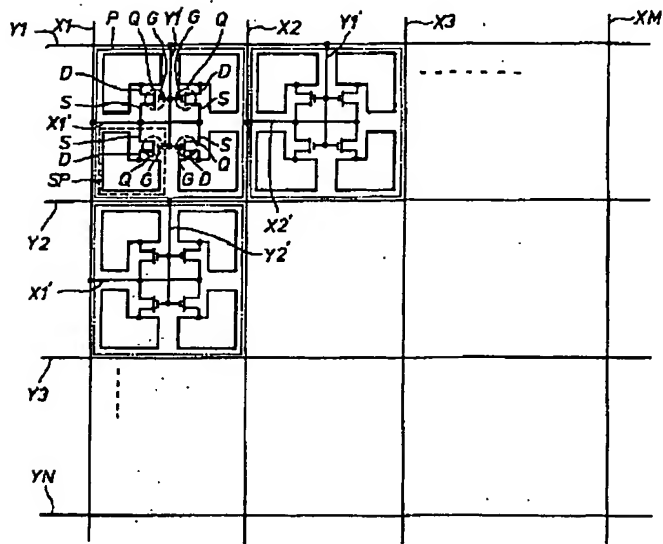 Y1 X1 P Q G Y1' G Q X2 Y1' X3 XM
D D
S S
X1'
S S
D Q
SP Q G G D X2'
Y2 Y2'
X1'
Y3
YN